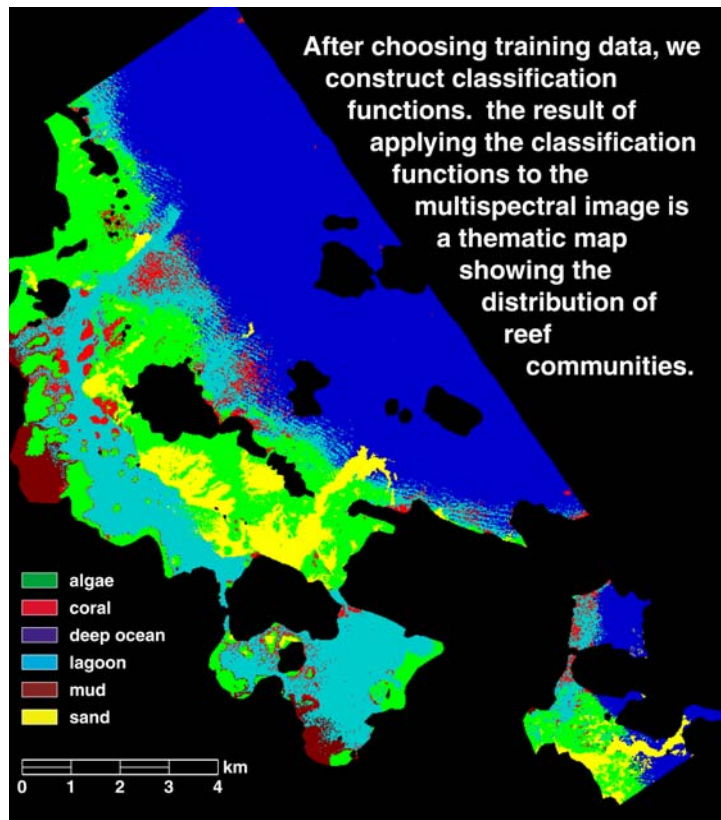 After choosing training data, we
construct classification
functions. the result of
applying the classification
functions to the
multispectral image is
a thematic map
showing the
distribution of
reef
communities.
algae
coral
deep ocean
lagoon
mud
sand
km
0 1 2 3 4